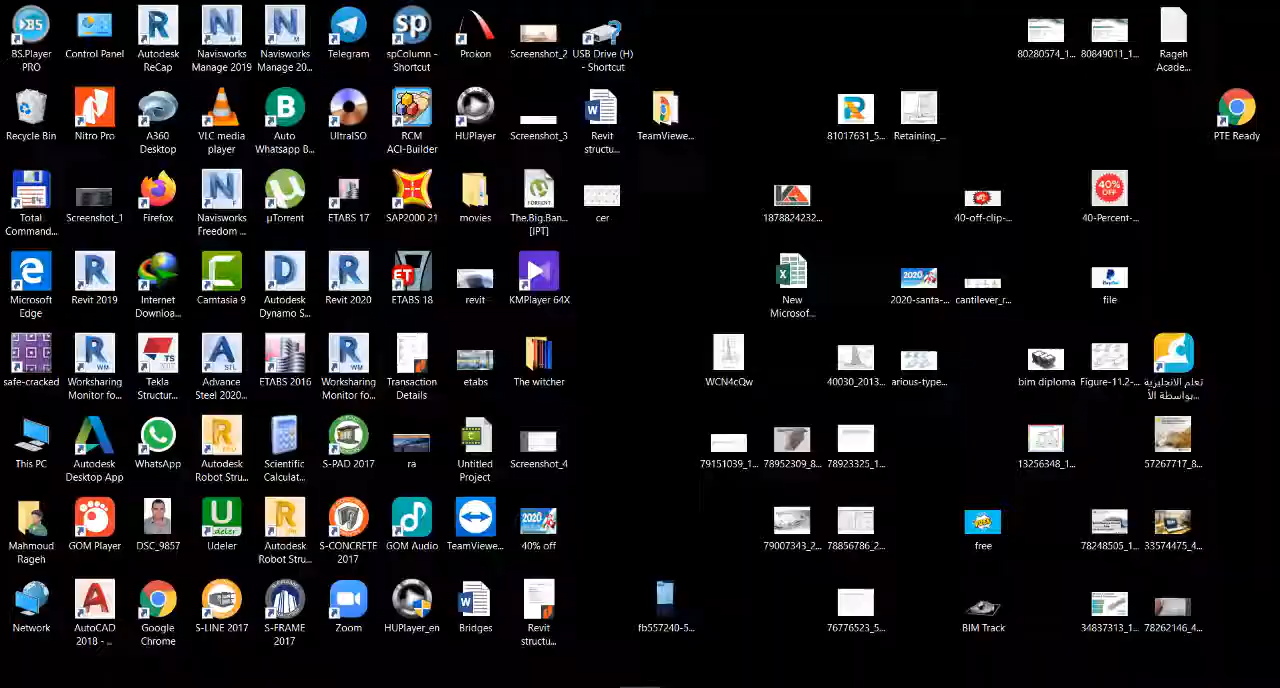 BS.Player
PRO
Control Panel
Autodesk
ReCap
Navisworks
Manage 2019
Navisworks
Manage 20...
Telegram
spColumn -
Shortcut
Prokon
Screenshot_2
USB Drive (H)
- Shortcut
80280574_1...
80849011_1...
Rageh
Acade...
Recycle Bin
Nitro Pro
A360
Desktop
VLC media
player
Auto
Whatsapp B...
UltraISO
RCM
ACI-Builder
HUPlayer
Screenshot_3
Revit
structu...
TeamViewe...
81017631_5...
Retaining_...
PTE Ready
Total
Command...
Screenshot_1
Firefox
Navisworks
Freedom ...
µTorrent
ETABS 17
SAP2000 21
movies
The.Big.Ban...
[IPT]
cer
1878824232...
40-off-clip-...
40-Percent-...
Microsoft
Edge
Revit 2019
Internet
Downloa...
Camtasia 9
Autodesk
Dynamo S...
Revit 2020
ETABS 18
revit
KMPlayer 64X
New
Microsof...
2020-santa-...
cantilever_r...
file
safe-cracked
Worksharing
Monitor fo...
Tekla
Structur...
Advance
Steel 2020...
ETABS 2016
Worksharing
Monitor fo...
Transaction
Details
etabs
The witcher
WCN4cQw
40030_2013...
arious-type...
bim diploma
Figure-11.2-...
تعلم الانجليزية
بواسطة الأ...
This PC
Autodesk
Desktop App
WhatsApp
Autodesk
Robot Stru...
Scientific
Calculat...
S-PAD 2017
ra
Untitled
Project
Screenshot_4
79151039_1...
78952309_8...
78923325_1...
13256348_1...
57267717_8...
Mahmoud
Rageh
GOM Player
DSC_9857
Udeler
Autodesk
Robot Stru...
S-CONCRETE
2017
GOM Audio
TeamViewe...
40% off
79007343_2...
78856786_2...
free
78248505_1...
33574475_4...
Network
AutoCAD
2018 - ...
Google
Chrome
S-LINE 2017
S-FRAME
2017
Zoom
HUPlayer_en
Bridges
Revit
structu...
fb557240-5...
76776523_5...
BIM Track
34837313_1...
78262146_4...